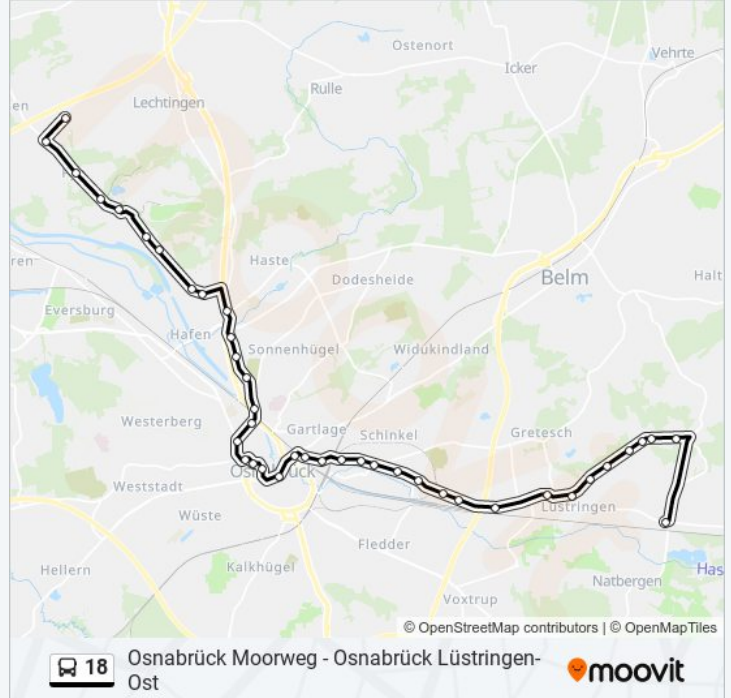 Ostenort
Vehrte
Icker
Rulle
en
Lechtingen
ren
Haste
Dodesheide
Belm
Halt
Eversburg
Hafen
Sonnenhügel
Widukindland
Westerberg
Gartlage
Schinkel
Gretesch
Osnabrück
Weststadt
Wüste
Lüstringen
Fledder
Hellern
Kalkhügel
Natbergen
Has
Voxtrup
© OpenStreetMap contributors | © OpenMapTiles
18
Osnabrück Moorweg - Osnabrück Lüstringen-
Ost
moovit